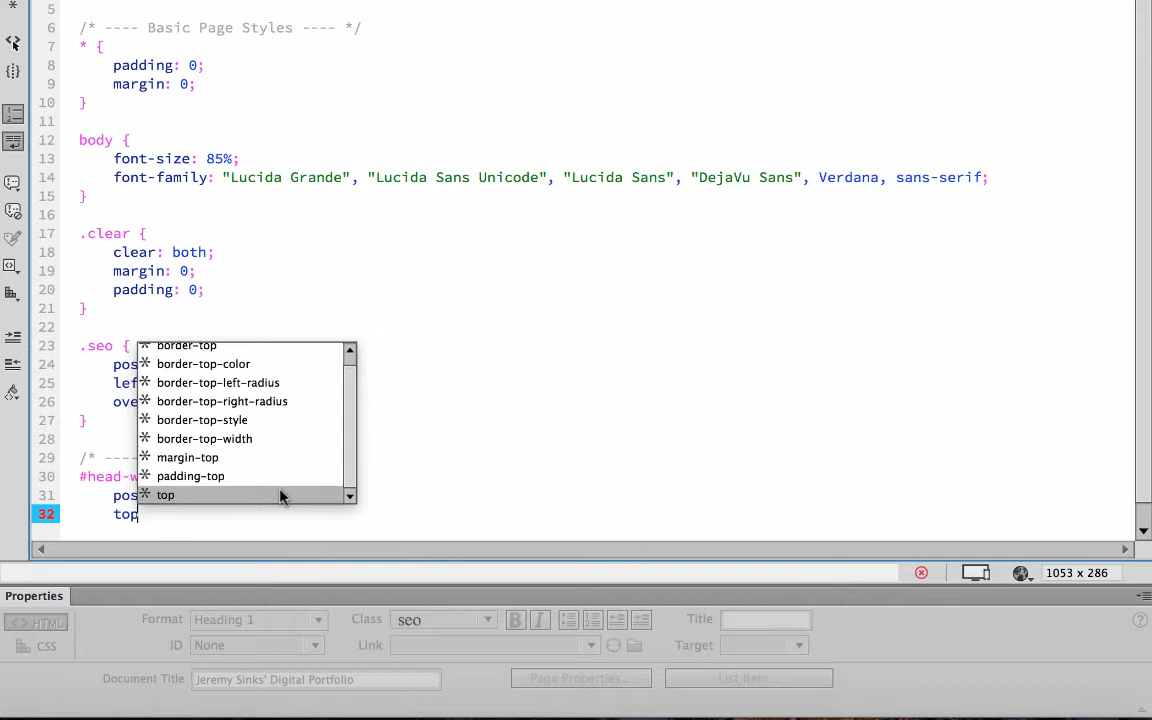 5
6 /* ---- Basic Page Styles ---- */
7 * {
8 padding: 0;
9 margin: 0;
10 }
11
12 body {
13 font-size: 85%;
14 font-family: "Lucida Grande", "Lucida Sans Unicode", "Lucida Sans", "DejaVu Sans", Verdana, sans-serif;
15 }
16
17 .clear {
18 clear: both;
19 margin: 0;
20 padding: 0;
21 }
22
23 .seo {
border-top
24 pos
border-top-color
25 lef
border-top-left-radius
26 ove
border-top-right-radius
27 }
border-top-style
28
border-top-width
29 /* ----
margin-top
30 #head-w
padding-top
31 pos
top
32 top
1053 x 286
Properties
<> HTML
Format Heading 1
Class seo
B I
Title
CSS
ID None
Link
Target
Document Title Jeremy Sinks' Digital Portfolio
Page Properties...
List Item...